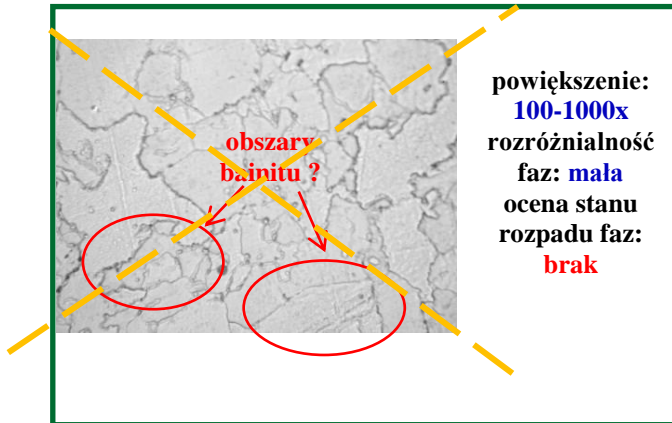 obszary
bainitu ?
powiększenie:
100-1000x
rozróżnialność
faz: mała
ocena stanu
rozpadu faz:
brak